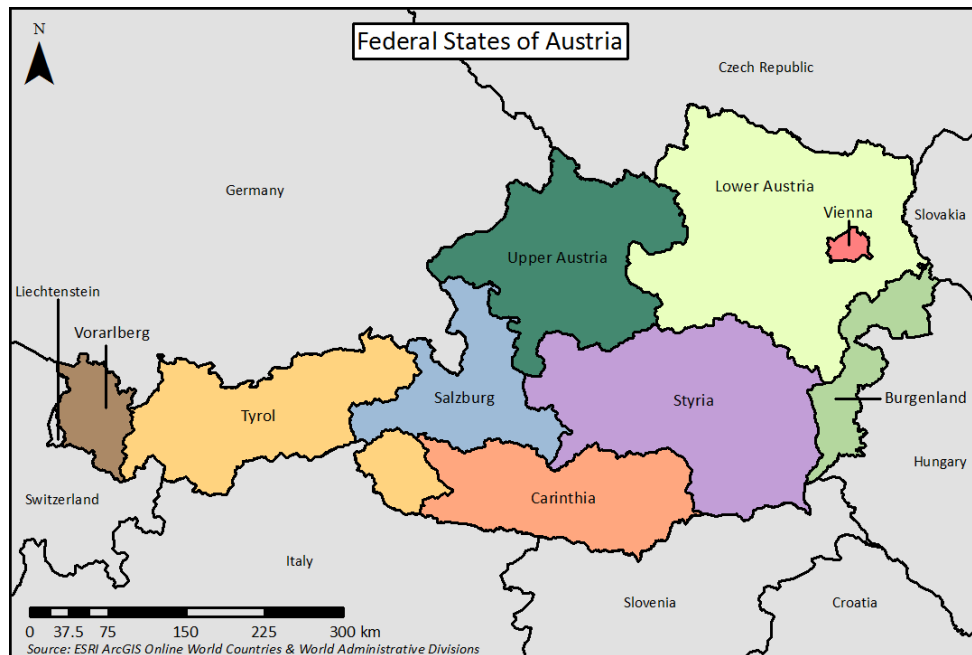 Federal States of Austria
N
Czech Republic
Germany
Lower Austria
Slovakia
Vienna
Upper Austria
Liechtenstein
Vorarlberg
Salzburg
Styria
Burgenland
Tyrol
Hungary
Switzerland
Carinthia
Italy
Slovenia
Croatia
0 37.5 75 150 225 300 km
Source: ESRI ArcGIS Online World Countries & World Administrative Divisions